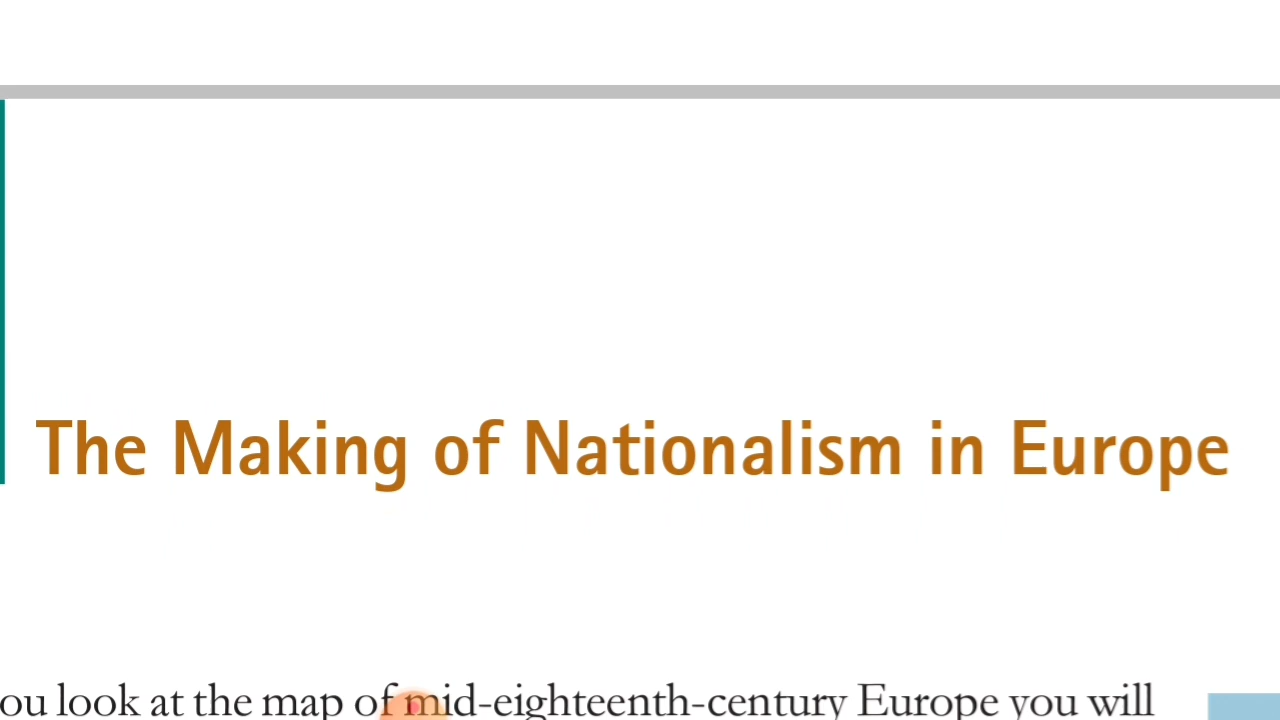 The Making of Nationalism in Europe
ou look at the map of mid-eighteenth-century Europe you will